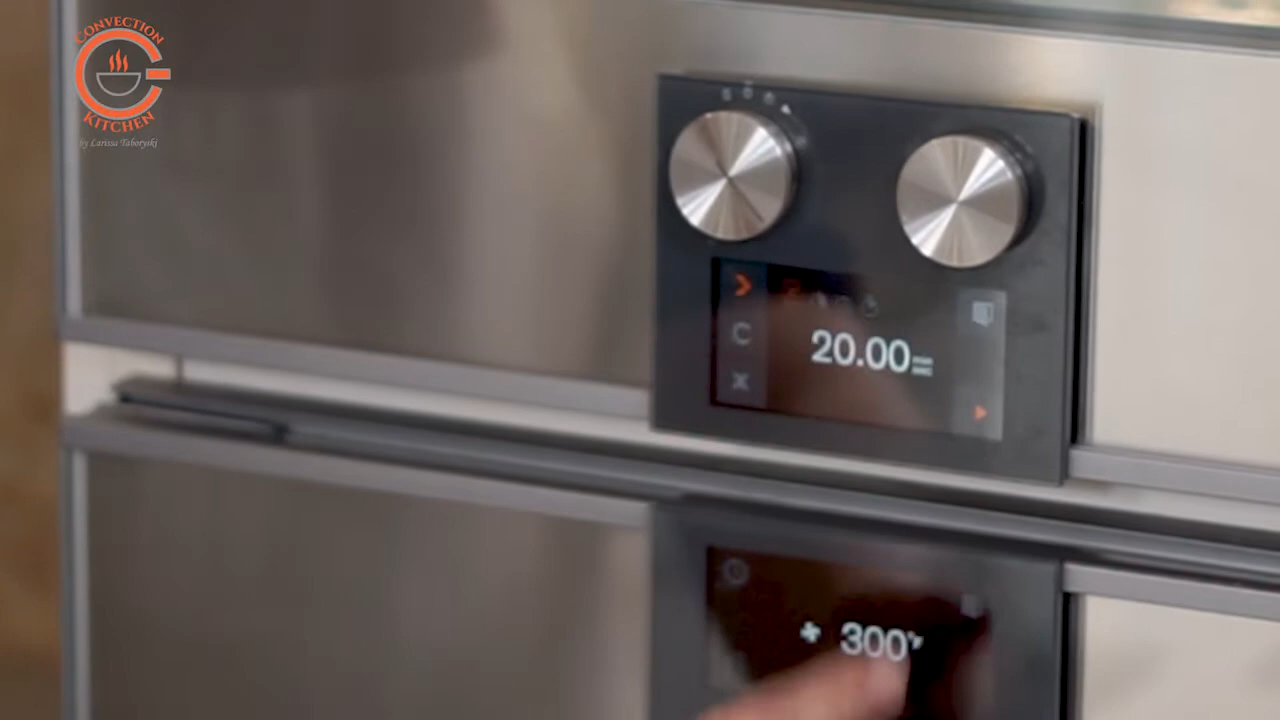 CONVECTION
KITCHEN
by Larissa Taboryski
C
20.00
300°F